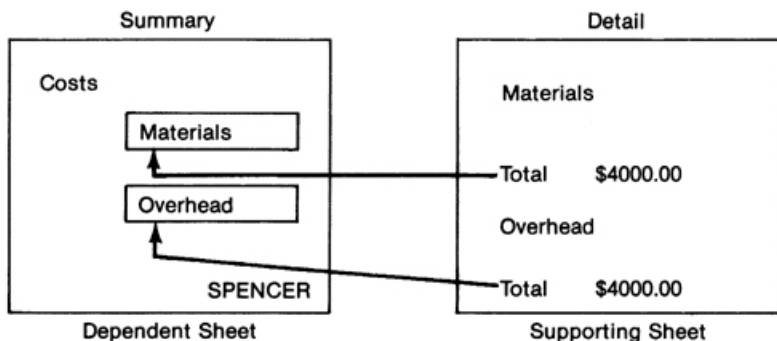 Summary
Costs
Materials
Overhead
SPENCER
Dependent Sheet
Detail
Materials
Total $4000.00
Overhead
Total $4000.00
Supporting Sheet